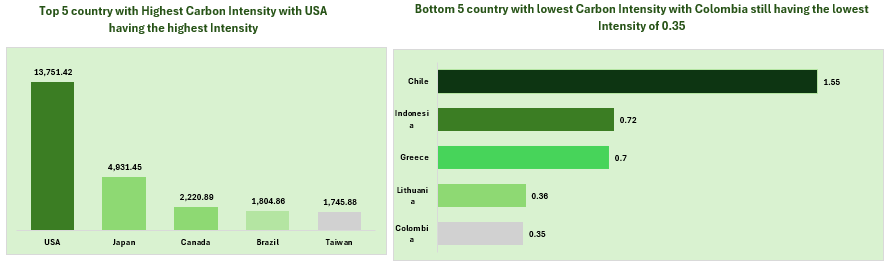 Top 5 country with Highest Carbon Intensity with USA
having the highest Intensity
13,751.42
4,931.45
2,220.89
1,804.86
1,745.88
USA
Japan
Canada
Brazil
Taiwan
Bottom 5 country with lowest Carbon Intensity with Colombia still having the lowest
Intensity of 0.35
Chile
1.55
Indonesi
a
0.72
Greece
0.7
Lithuani
a
0.36
Colombi
a
0.35